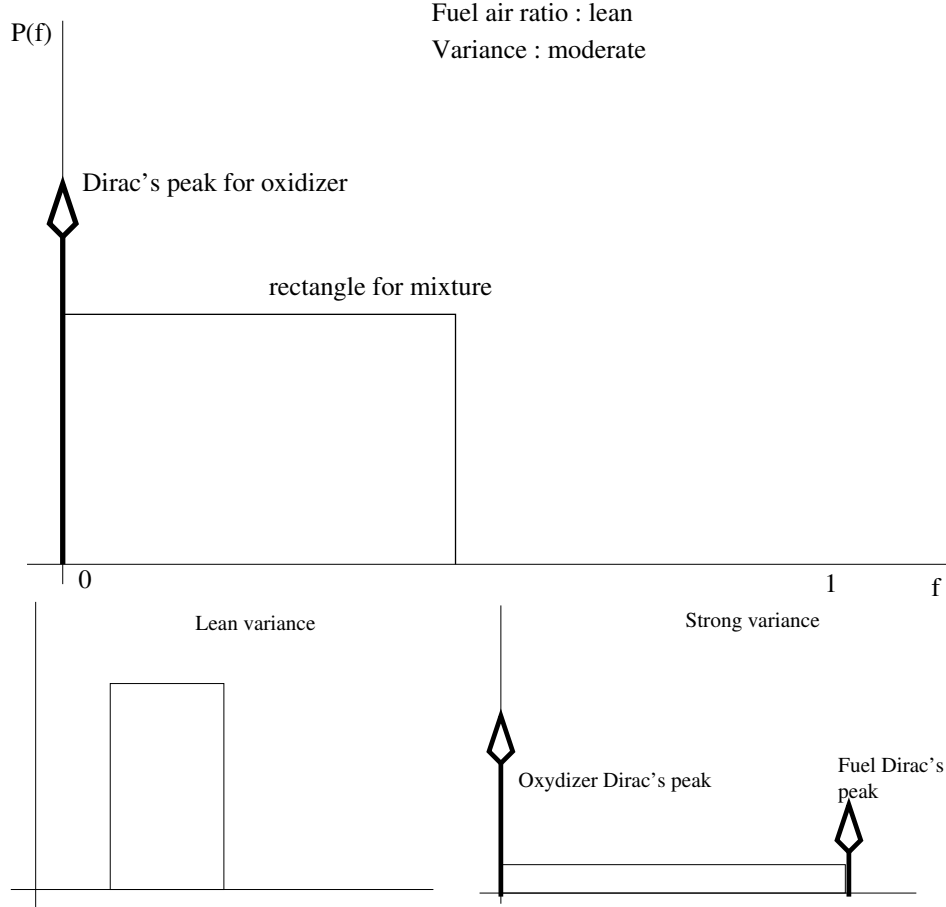 Fuel air ratio : lean
P(f)
Variance : moderate
Dirac's peak for oxidizer
rectangle for mixture
0
1
f
Lean variance
Strong variance
Oxydizer Dirac's peak
Fuel Dirac's
peak